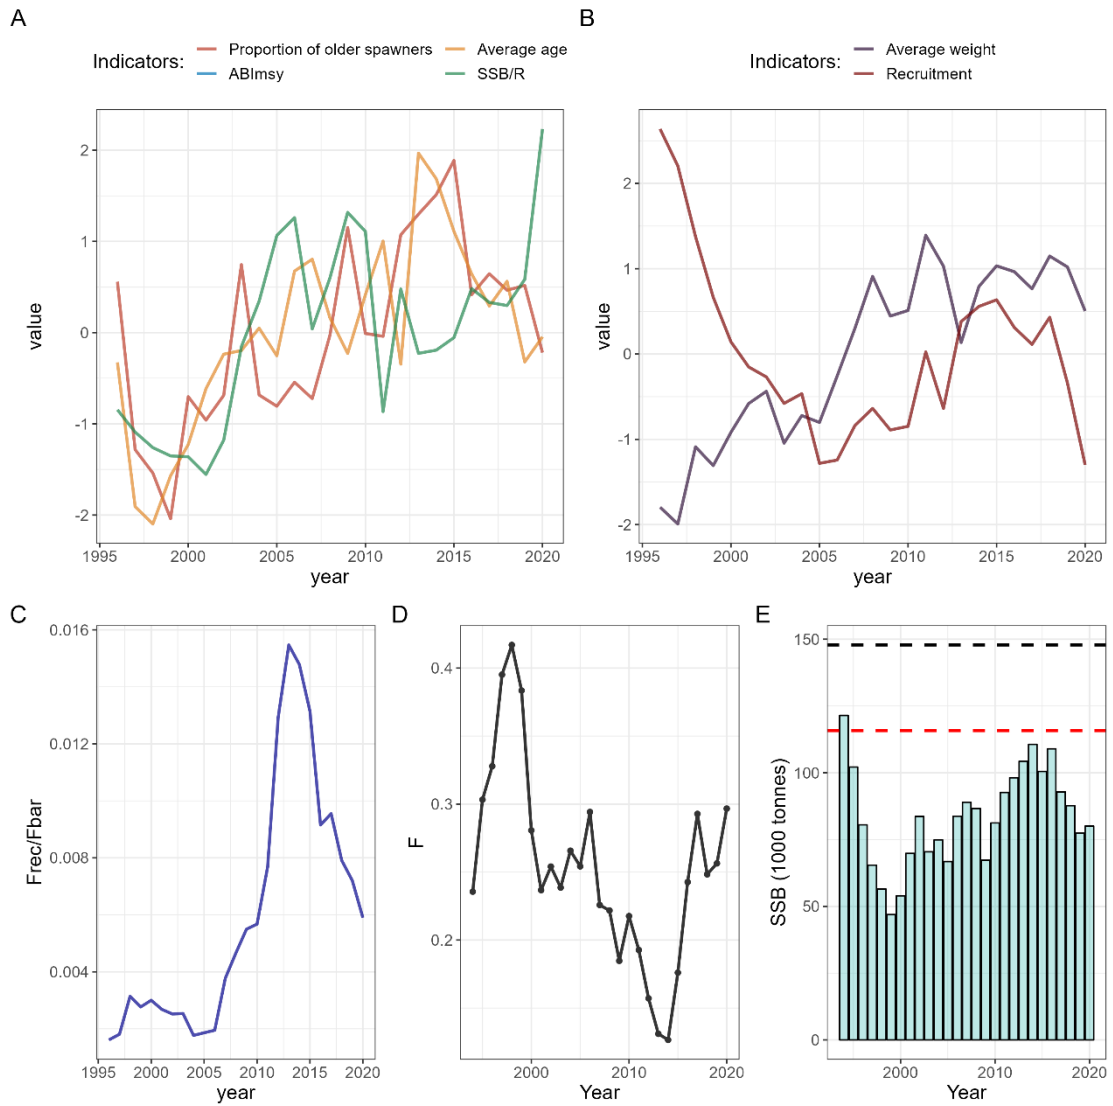 A
Indicators:
Proportion of older spawners
Average age
ABImsy
SSB/R
value
2
1
0
-1
-2
1995
2000
2005
2010
2015
2020
year
B
Indicators:
Average weight
Recruitment
value
2
1
0
-1
-2
1995
2000
2005
2010
2015
2020
year
C
Frec/Fbar
0.016
0.012
0.008
0.004
1995
2000
2005
2010
2015
2020
year
D
F
0.4
0.3
0.2
2000
2010
2020
Year
E
SSB (1000 tonnes)
150
100
50
0
2000
2010
2020
Year